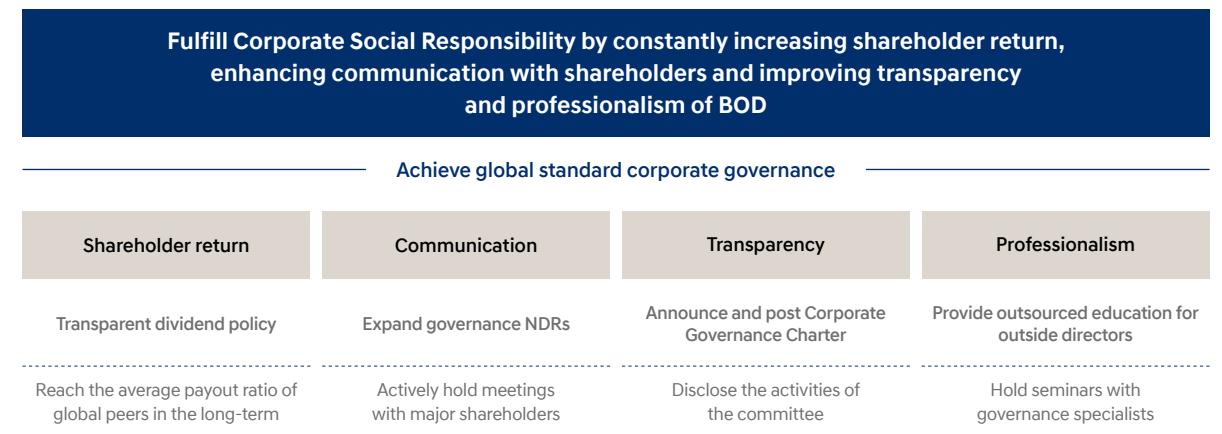 Fulfill Corporate Social Responsibility by constantly increasing shareholder return,
enhancing communication with shareholders and improving transparency
and professionalism of BOD
Achieve global standard corporate governance
Shareholder return
Communication
Transparency
Professionalism
Transparent dividend policy
Expand governance NDRs
Announce and post Corporate
Governance Charter
Provide outsourced education for
outside directors
Reach the average payout ratio of
global peers in the long-term
Actively hold meetings
with major shareholders
Disclose the activities of
the committee
Hold seminars with
governance specialists